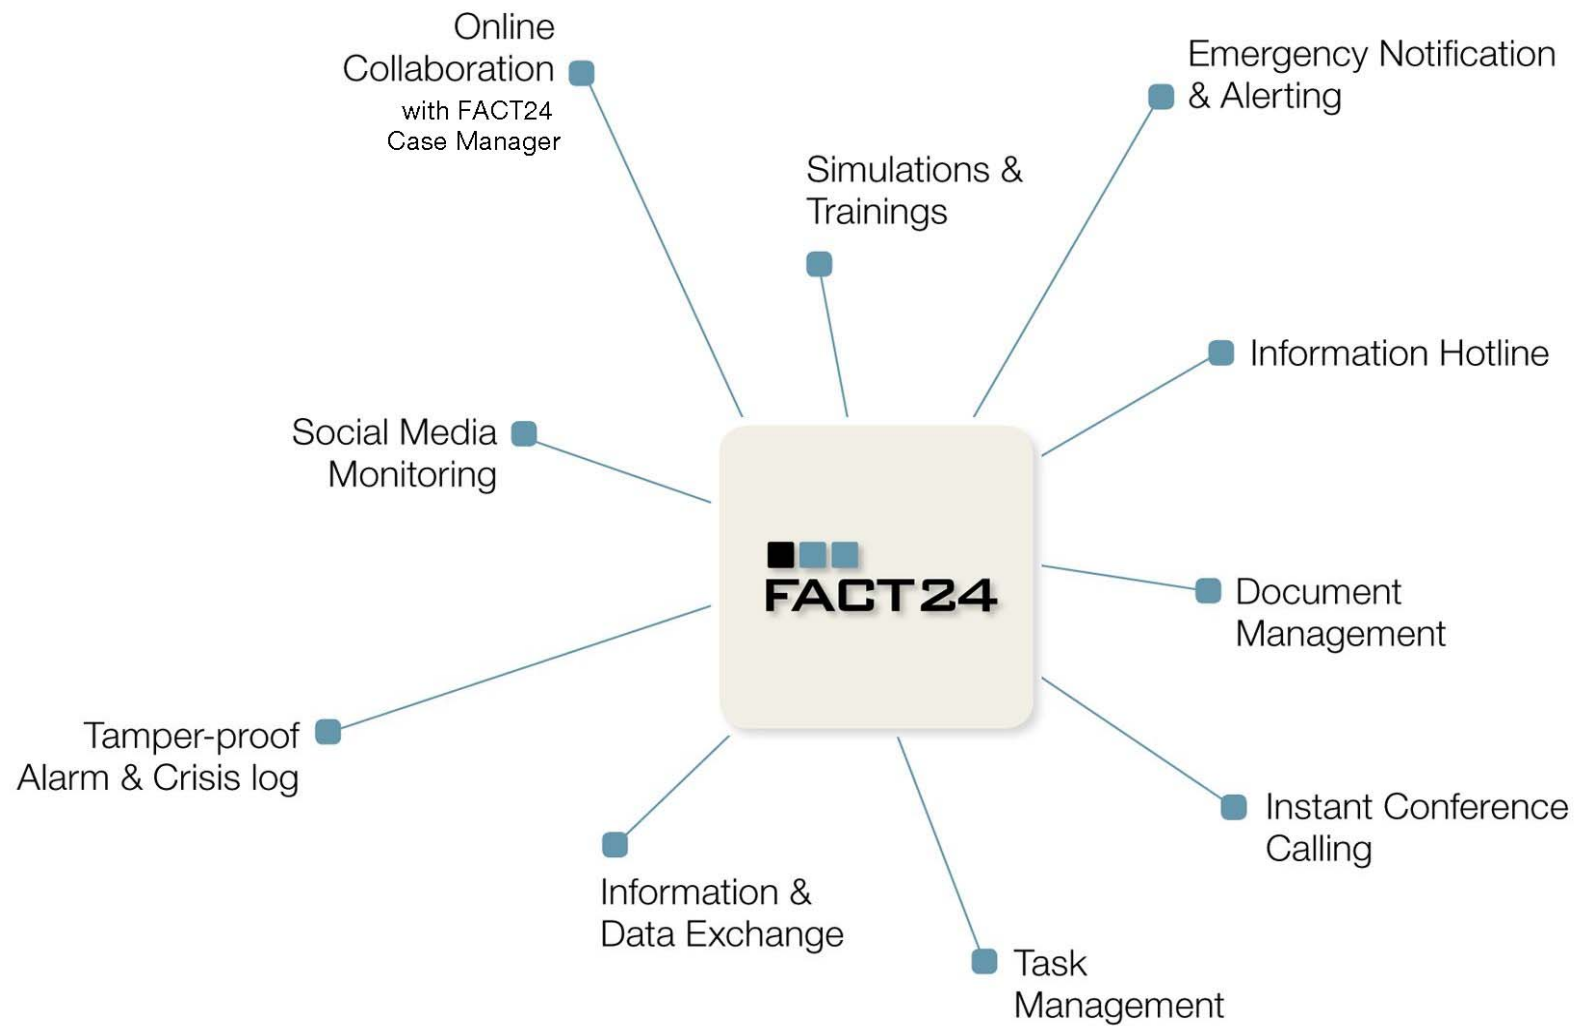 Online
Collaboration
with FACT24
Case Manager
Emergency Notification
& Alerting
Simulations &
Trainings
Information Hotline
Social Media
Monitoring
FACT24
Document
Management
Tamper-proof
Alarm & Crisis log
Instant Conference
Calling
Information &
Data Exchange
Task
Management